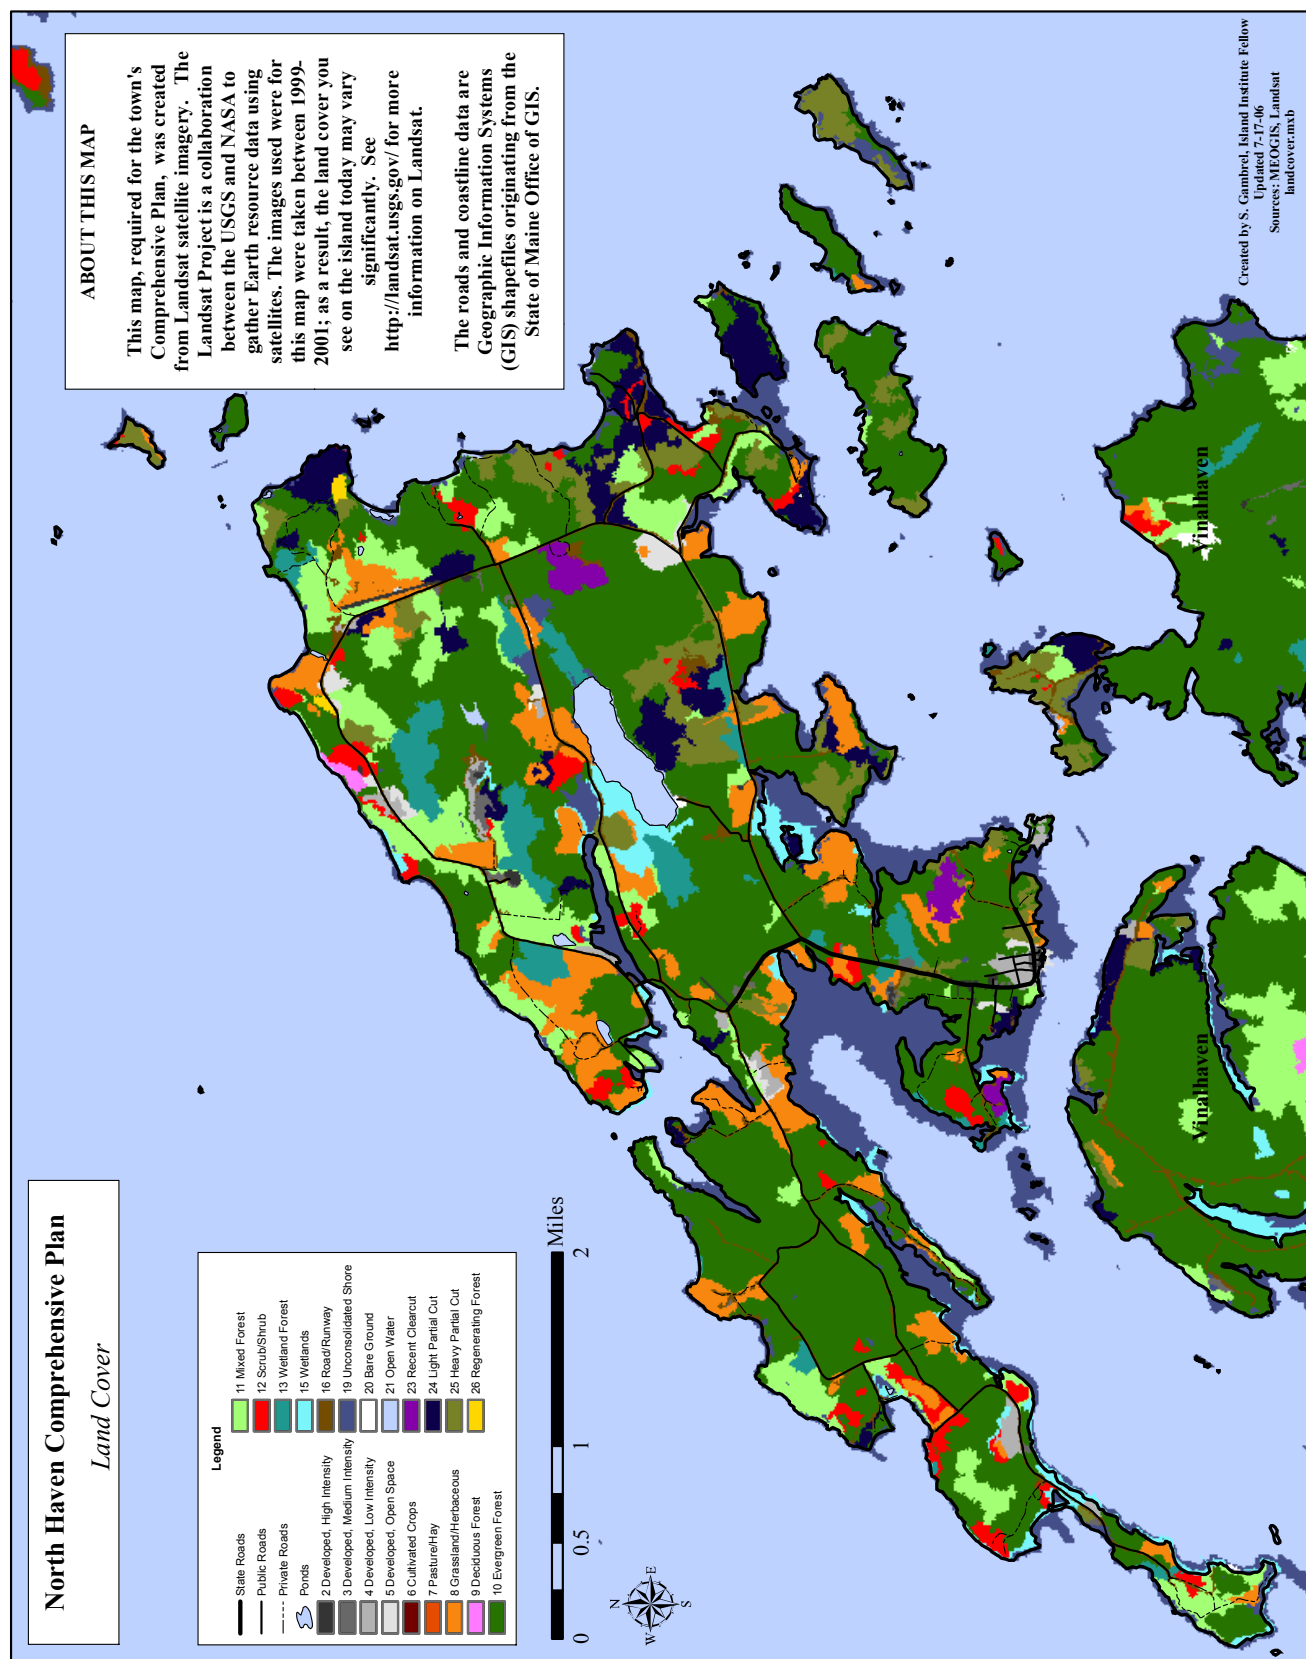 North Haven Comprehensive Plan
Land Cover
Legend
State Roads
Public Roads
Private Roads
Ponds
2 Developed, High Intensity
3 Developed, Medium Intensity
4 Developed, Low Intensity
5 Developed, Open Space
6 Cultivated Crops
7 Pasture/Hay
8 Grassland/Herbaceous
9 Deciduous Forest
10 Evergreen Forest
11 Mixed Forest
12 Scrub/Shrub
13 Wetland Forest
15 Wetlands
16 Road/Runway
19 Unconsolidated Shore
20 Bare Ground
21 Open Water
23 Recent Clearcut
24 Light Partial Cut
25 Heavy Partial Cut
26 Regenerating Forest
0 0.5 1 2
Miles
N
W E
S
ABOUT THIS MAP
This map, required for the town's
Comprehensive Plan, was created
from Landsat satellite imagery. The
Landsat Project is a collaboration
between the USGS and NASA to
gather Earth resource data using
satellites. The images used were for
this map were taken between 1999-
2001; as a result, the land cover you
see on the island today may vary
significantly. See
http://landsat.usgs.gov/ for more
information on Landsat.
The roads and coastline data are
Geographic Information Systems
(GIS) shapefiles originating from the
State of Maine Office of GIS.
Vinalhaven
Vinalhaven
Created by S. Gambrel, Island Institute Fellow
Updated 7-17-06
Sources: MEOGIS, Landsat
landcover.mxb